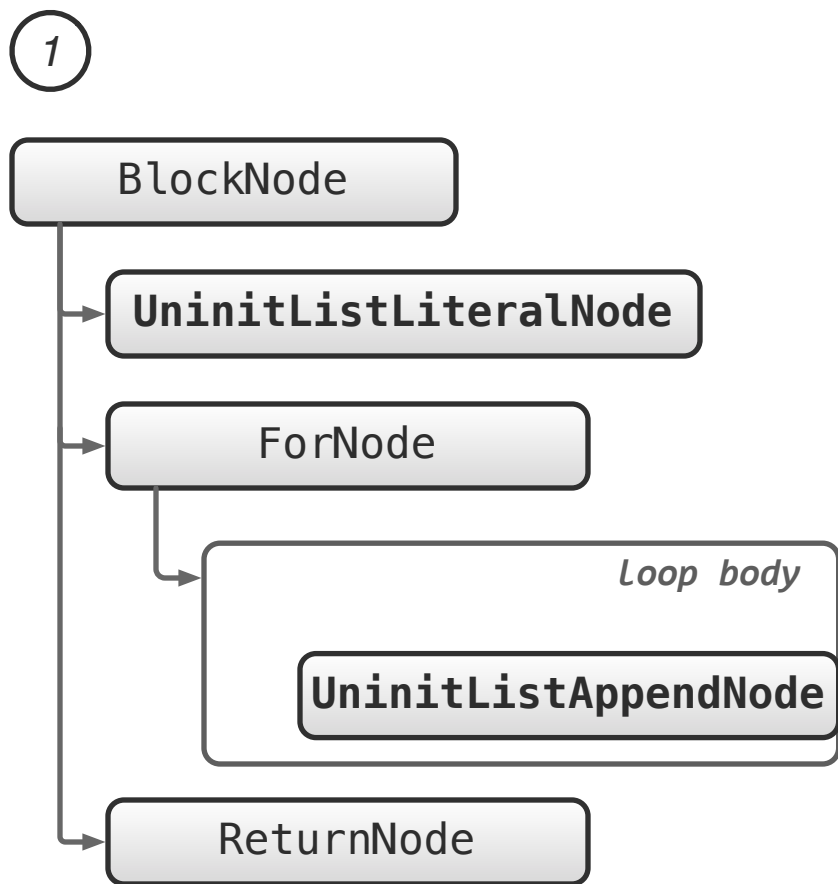 1
BlockNode
UninitListLiteralNode
ForNode
loop body
UninitListAppendNode
ReturnNode